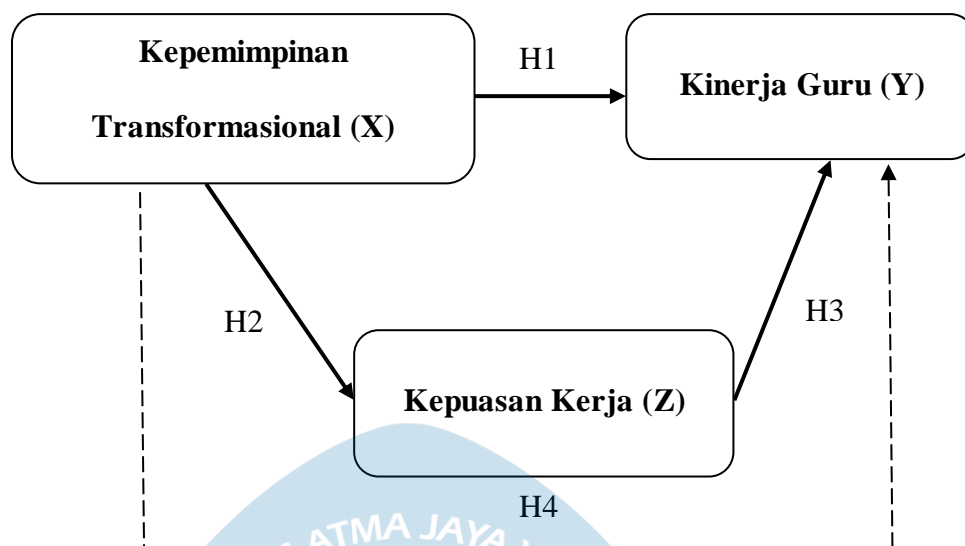 Kepemimpinan
Transformasional (X)
H1
Kinerja Guru (Y)
H2
H3
Kepuasan Kerja (Z)
H4
ATMA JAYA